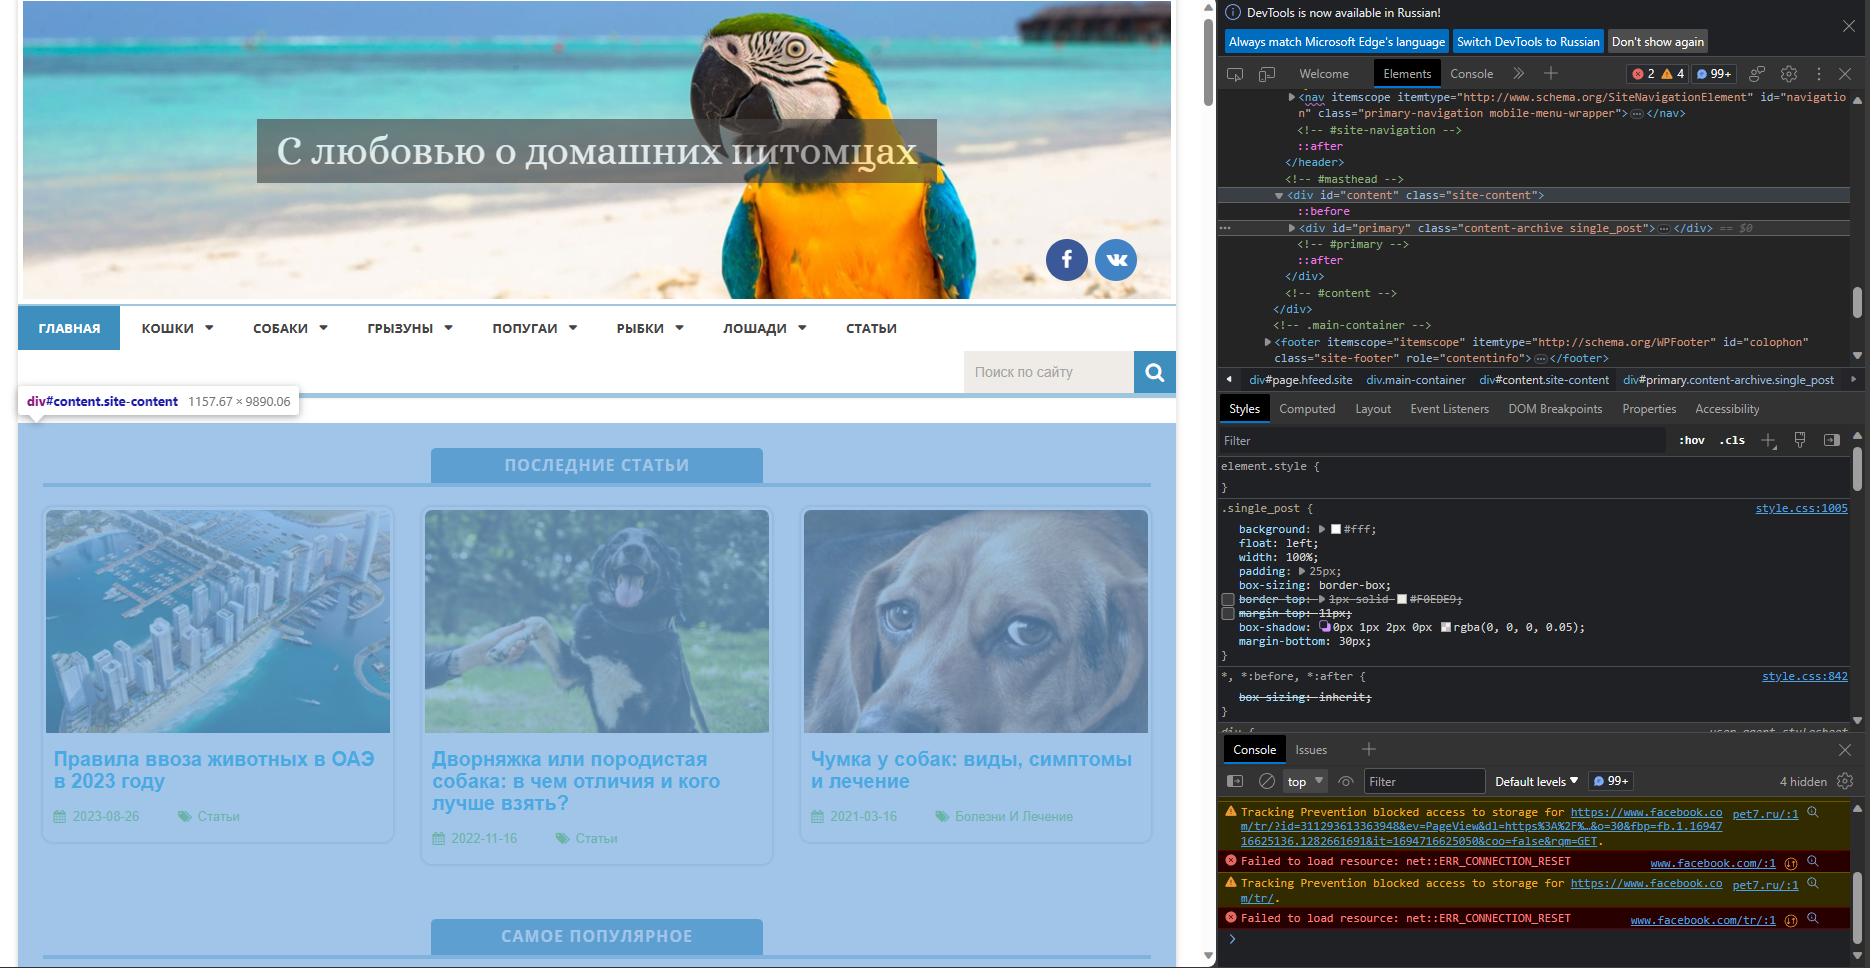 С любовью о домашних питомцах
ГЛАВНАЯ КОШКИ СОБАКИ ГРЫЗУНЫ ПОПУГАИ РЫБКИ ЛОШАДИ СТАТЬИ
Поиск по сайту
div#content.site-content 1157.67 × 9890.06
ПОСЛЕДНИЕ СТАТЬИ
Правила ввоза животных в ОАЭ
в 2023 году
2023-08-26 Статьи
Дворняжка или породистая
собака: в чем отличия и кого
лучше взять?
2022-11-16 Статьи
Чумка у собак: виды, симптомы
и лечение
2021-03-16 Болезни И Лечение
САМОЕ ПОПУЛЯРНОЕ
DevTools is now available in Russian!
Always match Microsoft Edge's language Switch DevTools to Russian Don't show again
Welcome Elements Console 2 4 99+
<nav itemscope itemtype="http://www.schema.org/SiteNavigationElement" id="navigatio
n" class="primary-navigation mobile-menu-wrapper"> </nav>
<!-- #site-navigation -->
::after
</header>
<!-- #masthead -->
<div id="content" class="site-content">
::before
<div id="primary" class="content-archive single_post"> </div> == $0
<!-- #primary -->
::after
</div>
<!-- #content -->
</div>
<!-- .main-container -->
<footer itemscope="itemscope" itemtype="http://schema.org/WPFooter" id="colophon"
class="site-footer" role="contentinfo"> </footer>
div#page.hfeed.site div.main-container div#content.site-content div#primary.content-archive.single_post
Styles Computed Layout Event Listeners DOM Breakpoints Properties Accessibility
Filter :hov .cls
element.style {
}
.single_post { style.css:1005
background: #fff;
float: left;
width: 100%;
padding: 25px;
box-sizing: border-box;
border-top: 1px solid #F0EDE9;
margin-top: 11px;
box-shadow: 0px 1px 2px 0px rgba(0, 0, 0, 0.05);
margin-bottom: 30px;
}
*, *:before, *:after { style.css:842
box-sizing: inherit;
}
div { user agent stylesheet
Console Issues
top Filter Default levels 99+ 4 hidden
Tracking Prevention blocked access to storage for https://www.facebook.co pet7.ru/:1
m/tr/?id=311293613363948&ev=PageView&dl=https%3A%2F%…&o=30&fbp=fb.1.16947
16625136.1282661691&it=1694716625050&coo=false&rqm=GET.
Failed to load resource: net::ERR_CONNECTION_RESET www.facebook.com/:1
Tracking Prevention blocked access to storage for https://www.facebook.co pet7.ru/:1
m/tr/.
Failed to load resource: net::ERR_CONNECTION_RESET www.facebook.com/tr/:1